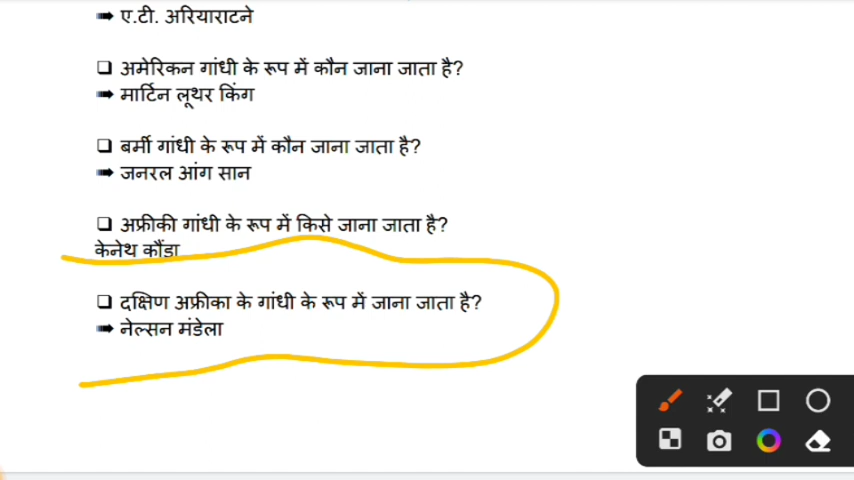 ➠ ए.टी. अरियाराटने
❑ अमेरिकन गांधी के रूप में कौन जाना जाता है?
➠ मार्टिन लूथर किंग
❑ बर्मी गांधी के रूप में कौन जाना जाता है?
➠ जनरल आंग सान
❑ अफ्रीकी गांधी के रूप में किसे जाना जाता है?
केनेथ कौंडा
❑ दक्षिण अफ्रीका के गांधी के रूप में जाना जाता है?
➠ नेल्सन मंडेला